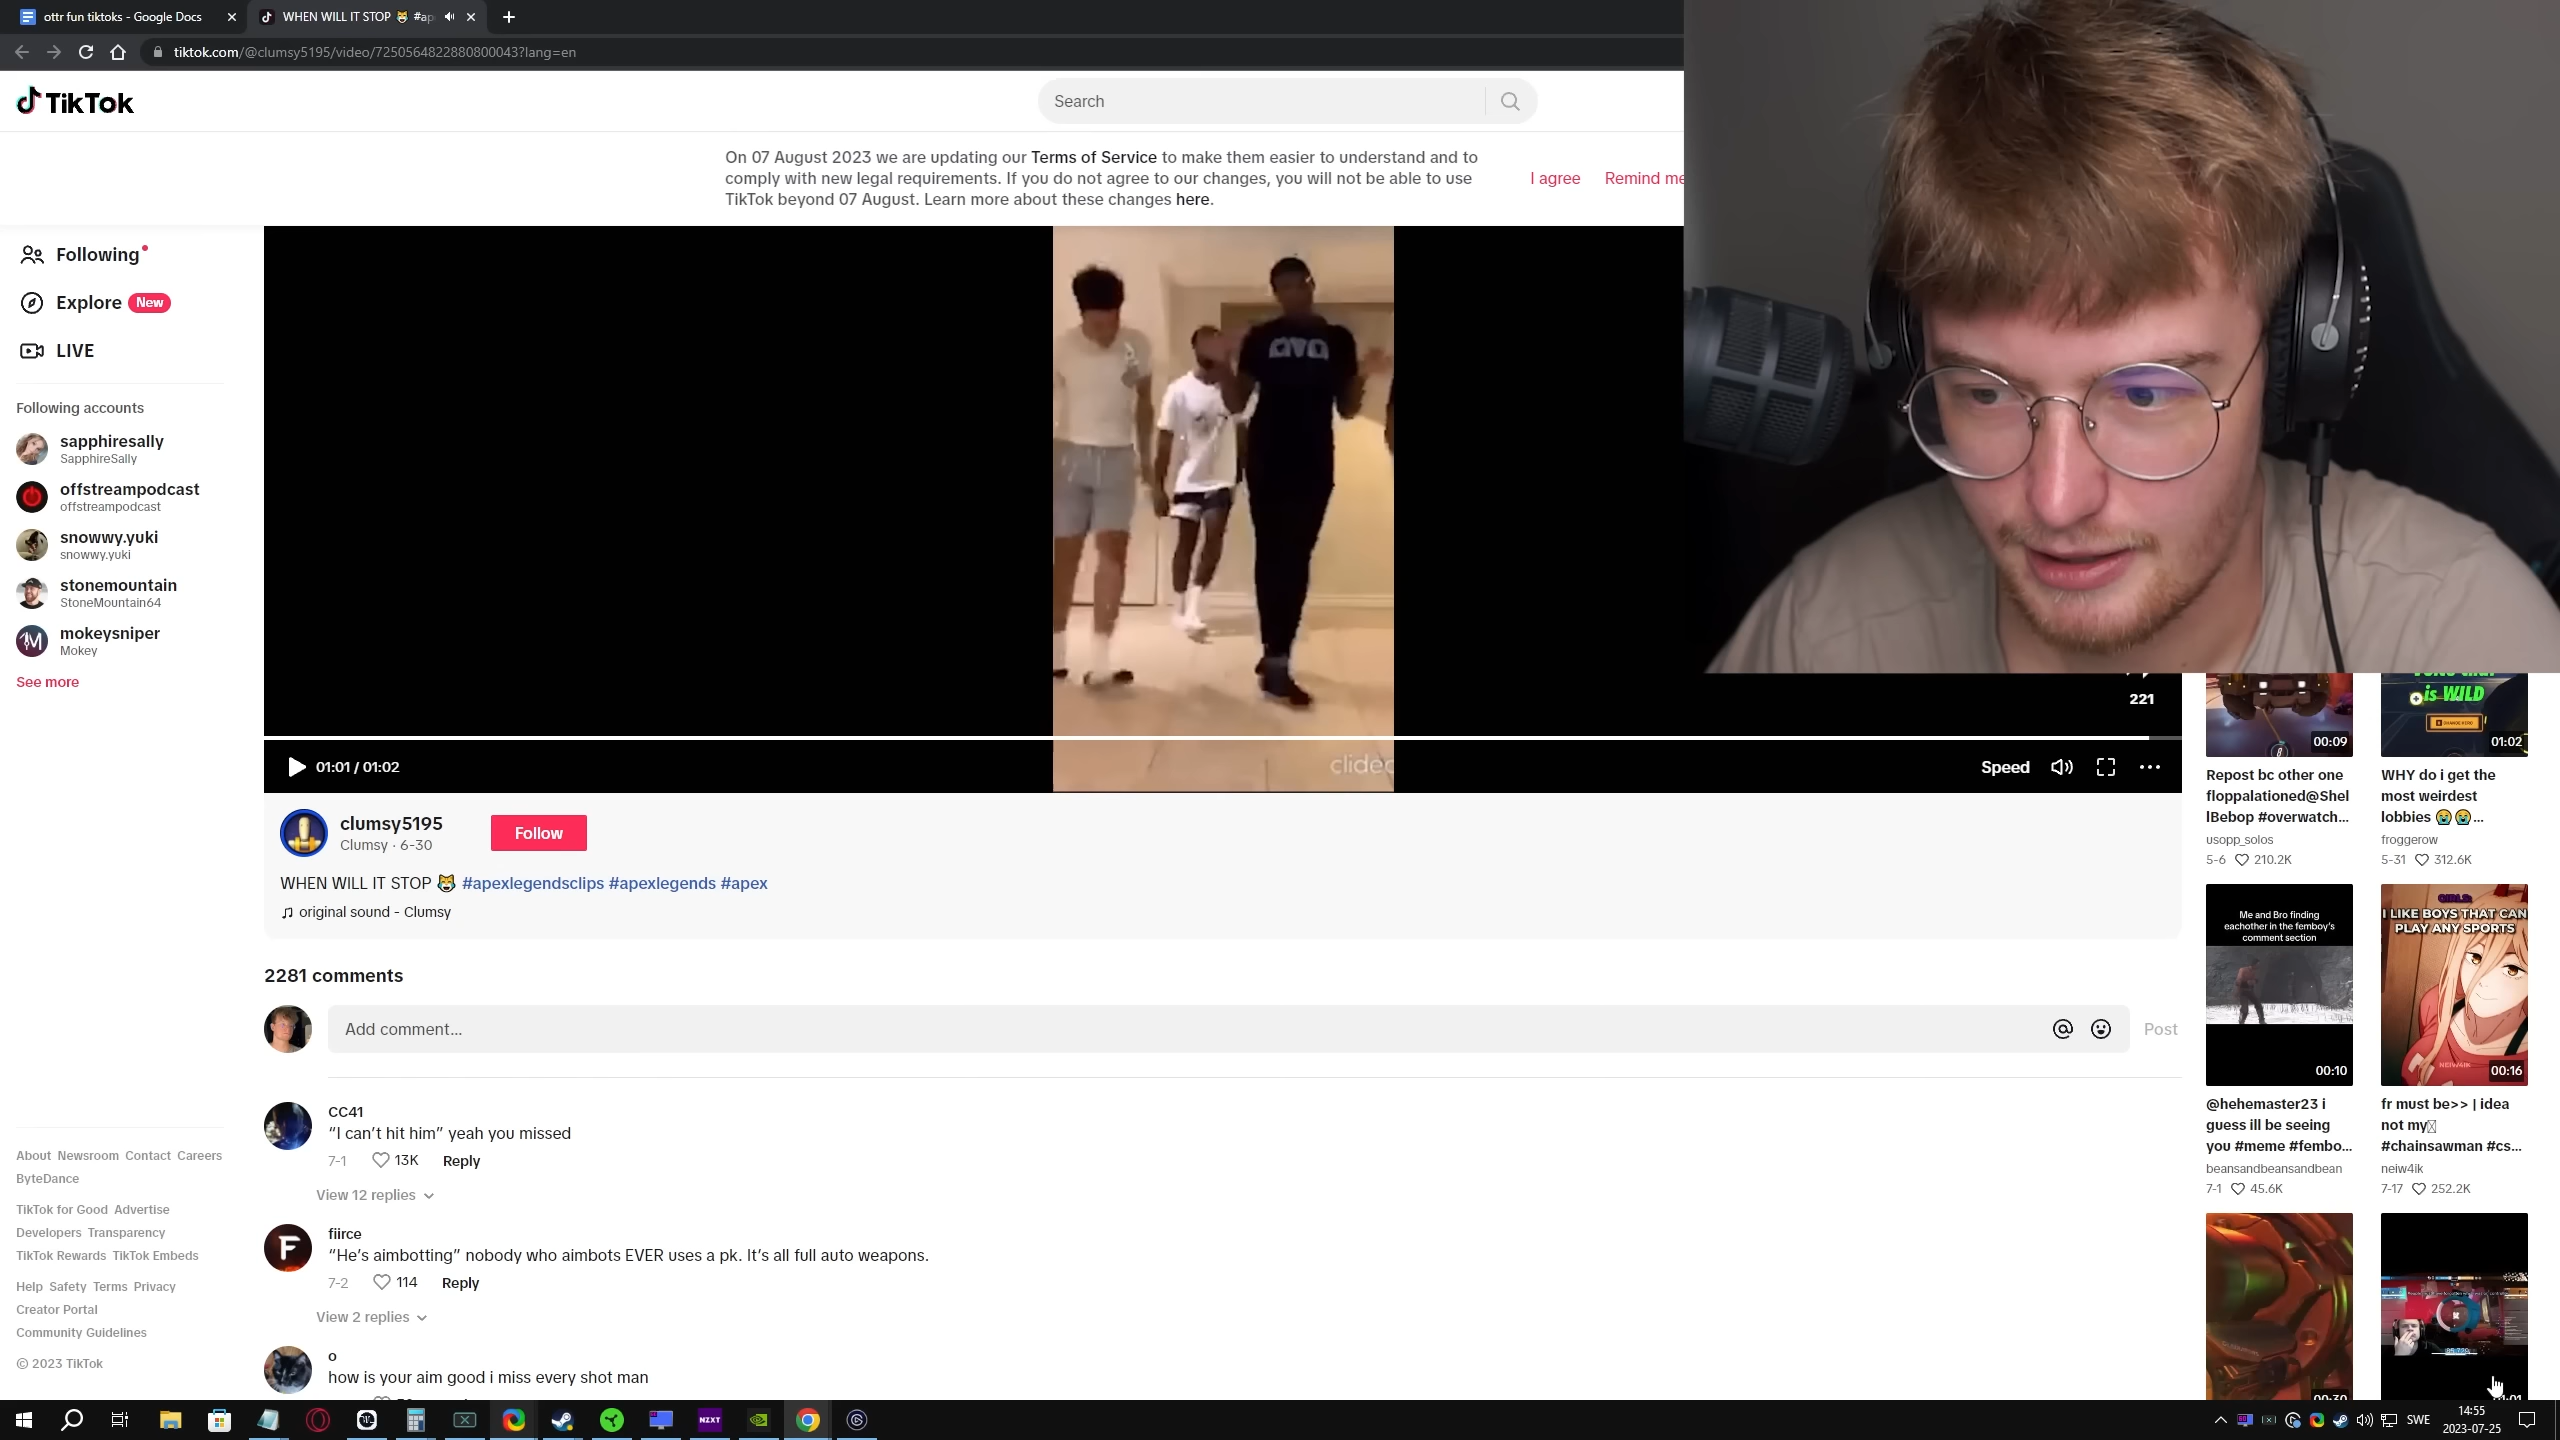 ottr fun tiktoks - Google Docs
WHEN WILL IT STOP 😹 #ap
tiktok.com/@clumsy5195/video/7250564822880800043?lang=en
TikTok
Search
On 07 August 2023 we are updating our Terms of Service to make them easier to understand and to
comply with new legal requirements. If you do not agree to our changes, you will not be able to use
TikTok beyond 07 August. Learn more about these changes here.
I agree
Remind me
Following
Explore New
LIVE
Following accounts
sapphiresally
SapphireSally
offstreampodcast
offstreampodcast
snowwy.yuki
snowwy.yuki
stonemountain
StoneMountain64
mokeysniper
Mokey
See more
About Newsroom Contact Careers
ByteDance
TikTok for Good Advertise
Developers Transparency
TikTok Rewards TikTok Embeds
Help Safety Terms Privacy
Creator Portal
Community Guidelines
© 2023 TikTok
221
01:01 / 01:02
Speed
clumsy5195
Clumsy · 6-30
Follow
WHEN WILL IT STOP 😹 #apexlegendsclips #apexlegends #apex
original sound - Clumsy
2281 comments
Add comment...
Post
CC41
“I can’t hit him” yeah you missed
7-1 13K Reply
View 12 replies
fiirce
“He’s aimbotting” nobody who aimbots EVER uses a pk. It’s all full auto weapons.
7-2 114 Reply
View 2 replies
o
how is your aim good i miss every shot man
00:09
Repost bc other one
floppalationed@Shel
lBebop #overwatch...
usopp_solos
5-6 210.2K
is WILD
01:02
WHY do i get the
most weirdest
lobbies 😭😭...
froggerow
5-31 312.6K
Me and Bro finding
eachother in the femboy's
comment section
00:10
@hehemaster23 i
guess ill be seeing
you #meme #fembo...
beansandbeansandbean
7-1 45.6K
GIRLS:
I LIKE BOYS THAT CAN
PLAY ANY SPORTS
NEIW4IK
00:16
fr must be>> | idea
not my
#chainsawman #cs...
neiw4ik
7-17 252.2K
NZXT
SWE
14:55
2023-07-25